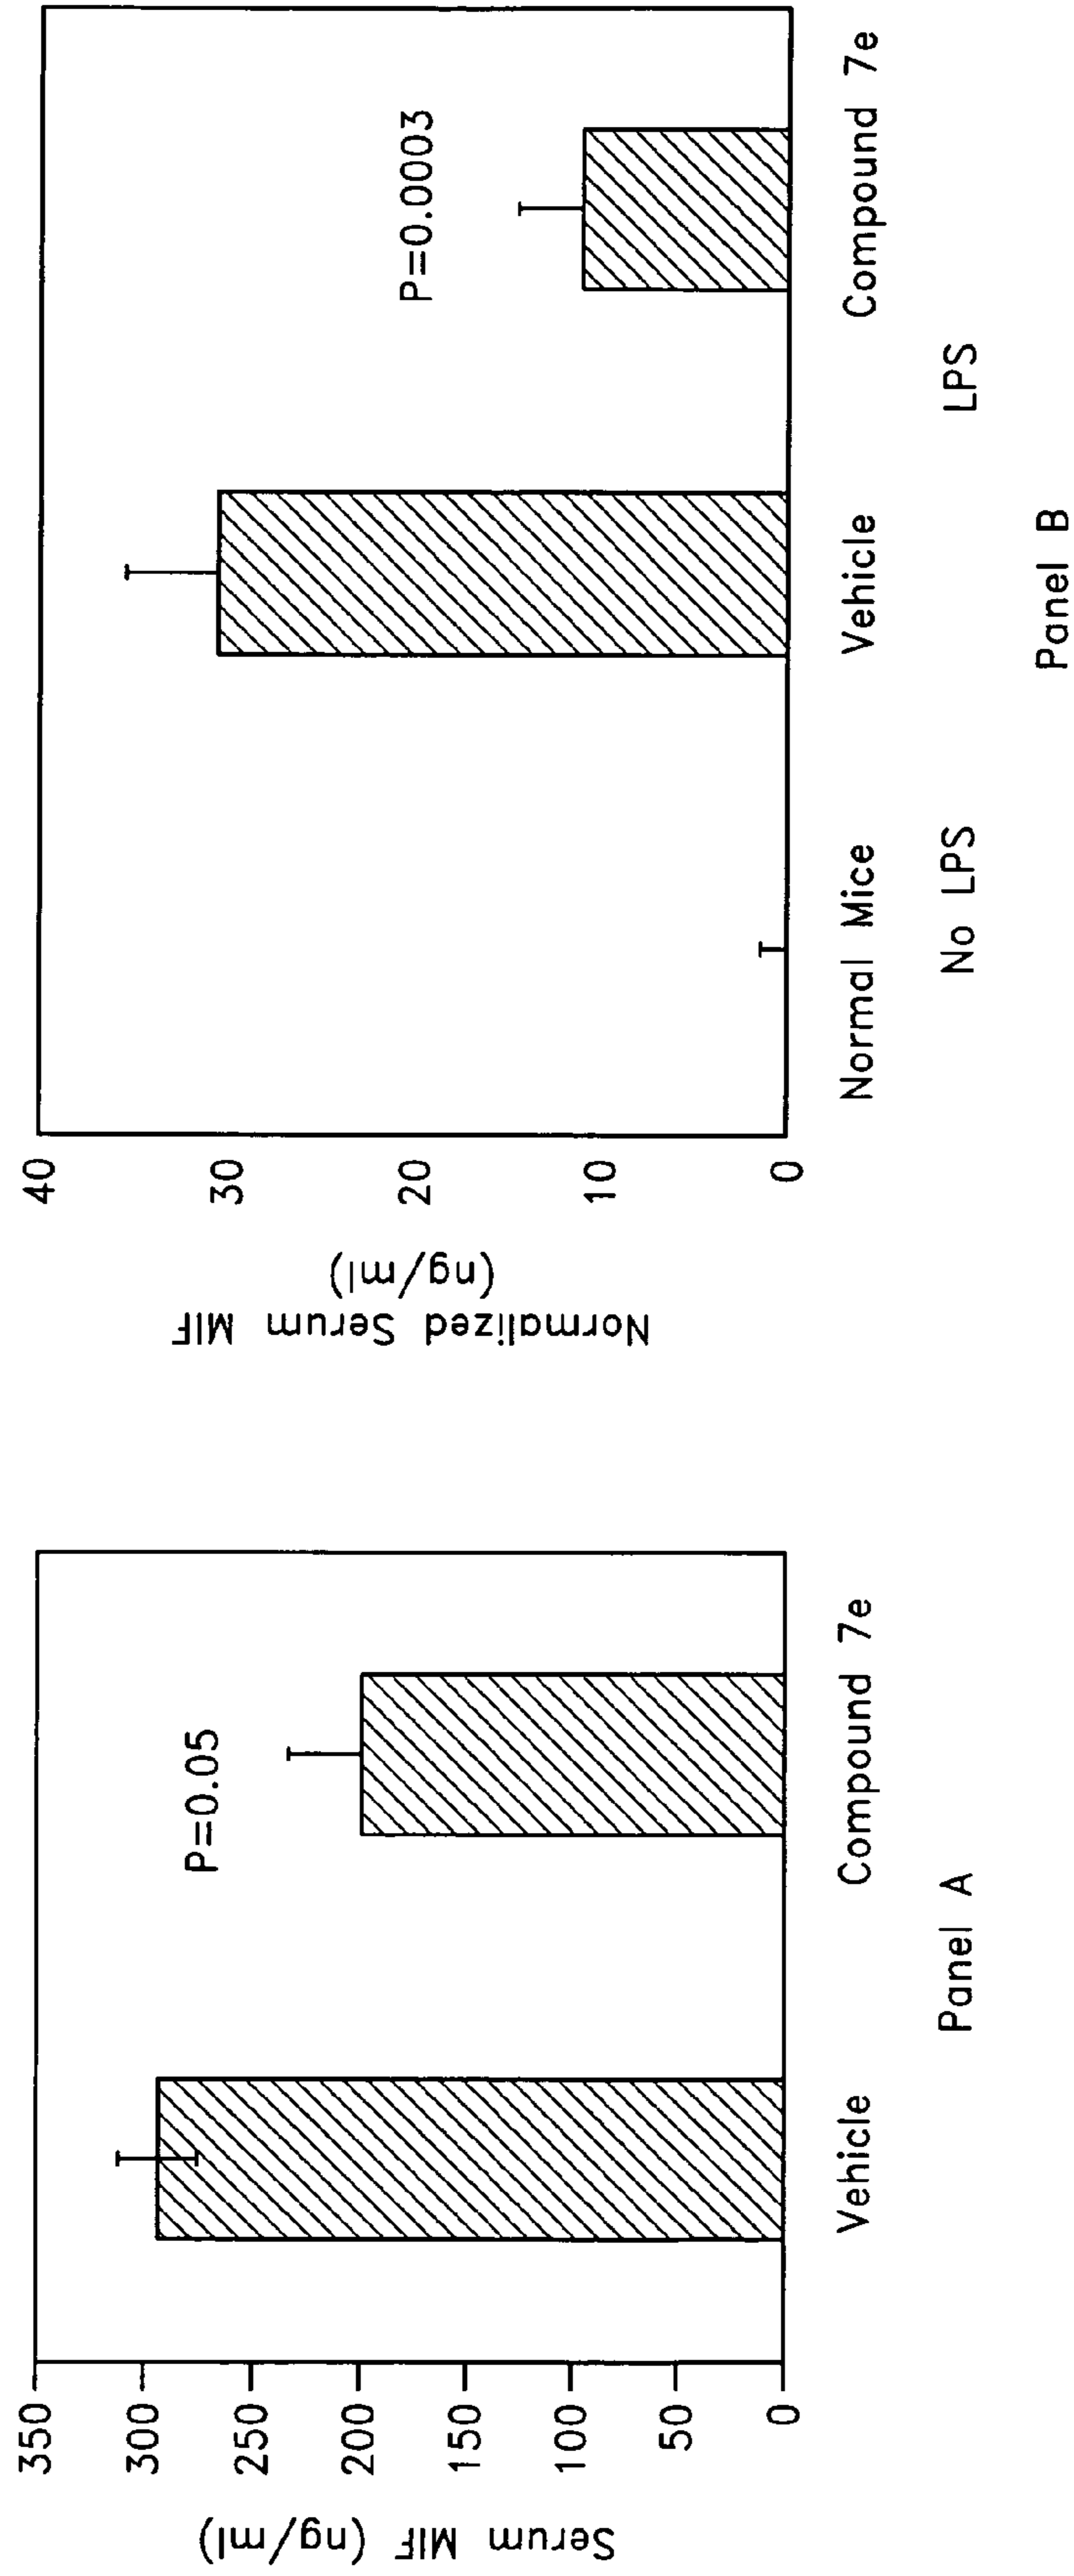 Serum MIF (ng/ml)
350
300
250
200
150
100
50
0
P=0.05
Vehicle
Compound 7e
Panel A
Normalized Serum MIF
(ng/ml)
40
30
20
10
0
P=0.0003
Normal Mice
Vehicle
Compound 7e
No LPS
LPS
Panel B